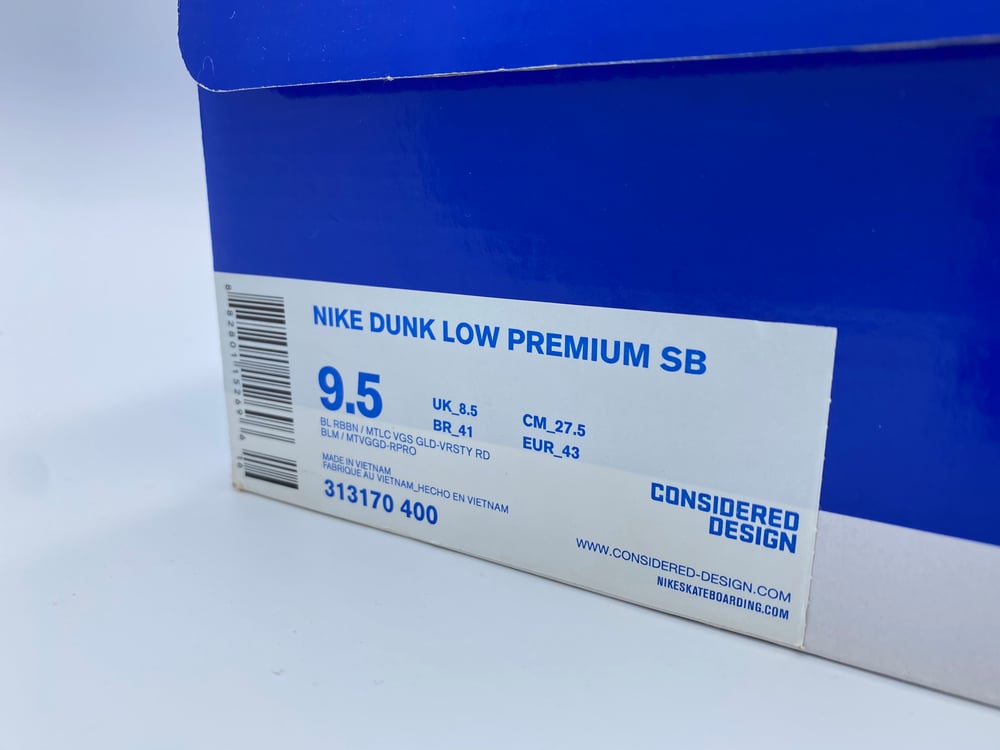 NIKE DUNK LOW PREMIUM SB
9.5
UK_8.5
BR_41
CM_27.5
EUR_43
BL RBBN / MTLC VGS GLD-VRSTY RD
BLM / MTVGGD-RPRO
MADE IN VIETNAM
FABRIQUE AU VIETNAM_HECHO EN VIETNAM
313170 400
CONSIDERED
DESIGN
WWW.CONSIDERED-DESIGN.COM
NIKESKATEBOARDING.COM